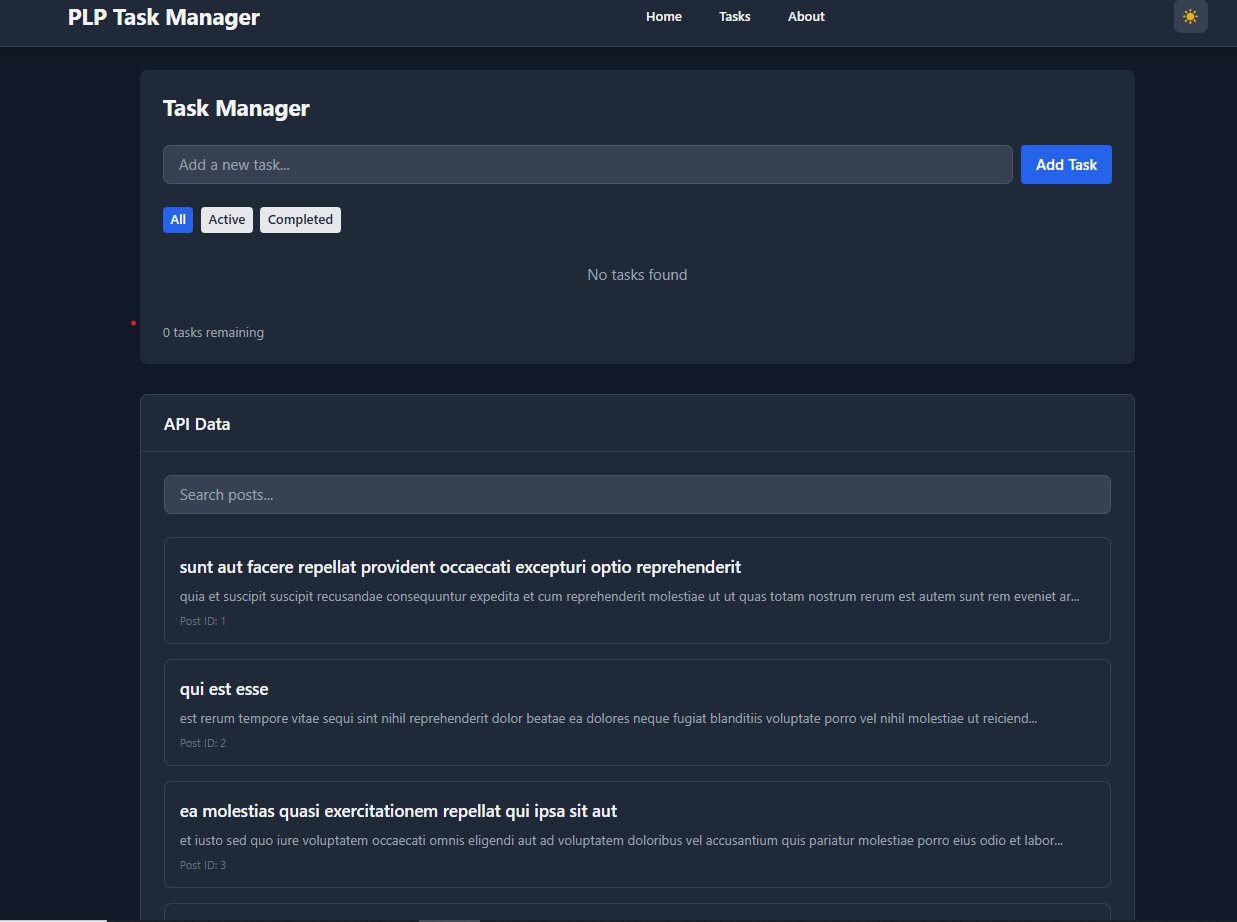 PLP Task Manager
Home
Tasks
About
Task Manager
Add a new task...
Add Task
All
Active
Completed
No tasks found
0 tasks remaining
API Data
Search posts...
sunt aut facere repellat provident occaecati excepturi optio reprehenderit
quia et suscipit suscipit recusandae consequuntur expedita et cum reprehenderit molestiae ut ut quas totam nostrum rerum est autem sunt rem eveniet ar...
Post ID: 1
qui est esse
est rerum tempore vitae sequi sint nihil reprehenderit dolor beatae ea dolores neque fugiat blanditiis voluptate porro vel nihil molestiae ut reiciend...
Post ID: 2
ea molestias quasi exercitationem repellat qui ipsa sit aut
et iusto sed quo iure voluptatem occaecati omnis eligendi aut ad voluptatem doloribus vel accusantium quis pariatur molestiae porro eius odio et labor...
Post ID: 3